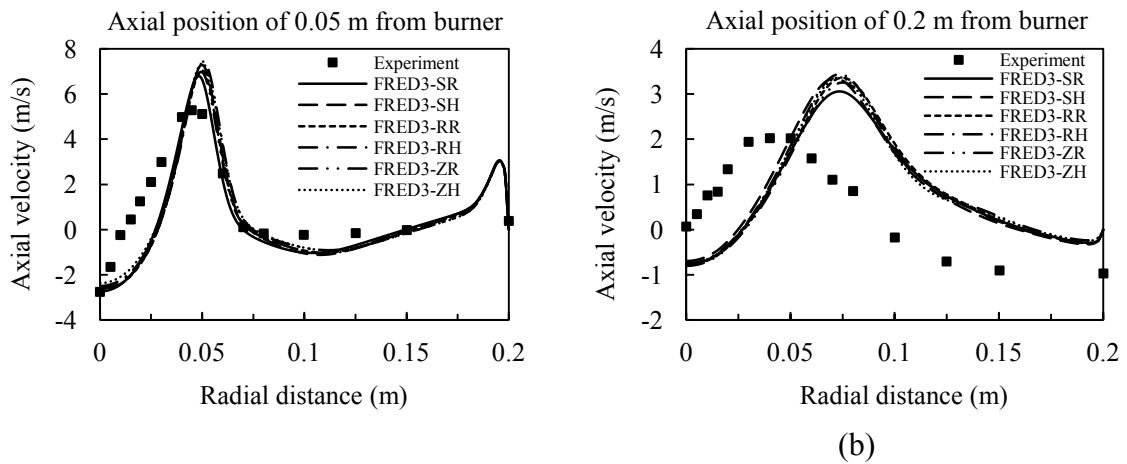 Axial position of 0.05 m from burner
8
6
4
2
0
-2
-4
Axial velocity (m/s)
Experiment
FRED3-SR
FRED3-SH
FRED3-RR
FRED3-RH
FRED3-ZR
FRED3-ZH
0
0.05
0.1
0.15
0.2
Radial distance (m)
Axial position of 0.2 m from burner
4
3
2
1
0
-1
-2
Axial velocity (m/s)
Experiment
FRED3-SR
FRED3-SH
FRED3-RR
FRED3-RH
FRED3-ZR
FRED3-ZH
0
0.05
0.1
0.15
0.2
Radial distance (m)
(b)